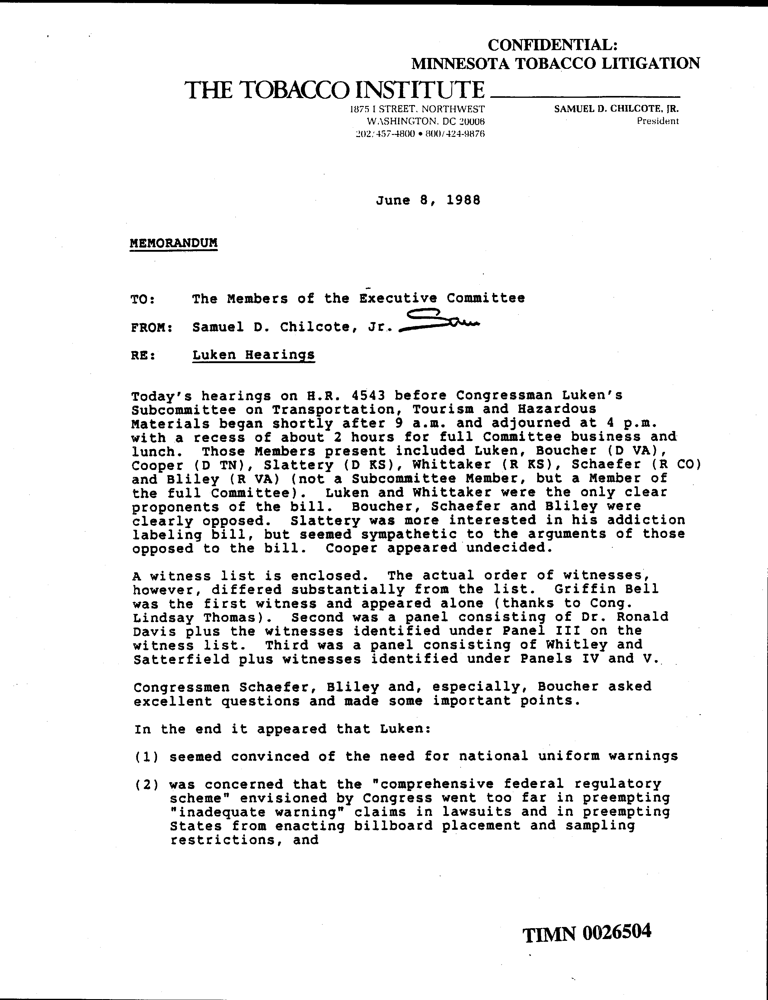 CONFIDENTIAL:
MINNESOTA TOBACCO LITIGATION
THE TOBACCO INSTITUTE
1875 I STREET, NORTHWEST
WASHINGTON, DC 20006
202/457-4800 • 800/424-9876
SAMUEL D. CHILCOTE, JR.
President
June 8, 1988
MEMORANDUM
TO: The Members of the Executive Committee
FROM: Samuel D. Chilcote, Jr. Sam
RE: Luken Hearings
Today's hearings on H.R. 4543 before Congressman Luken's
Subcommittee on Transportation, Tourism and Hazardous
Materials began shortly after 9 a.m. and adjourned at 4 p.m.
with a recess of about 2 hours for full Committee business and
lunch. Those Members present included Luken, Boucher (D VA),
Cooper (D TN), Slattery (D KS), Whittaker (R KS), Schaefer (R CO)
and Bliley (R VA) (not a Subcommittee Member, but a Member of
the full Committee). Luken and Whittaker were the only clear
proponents of the bill. Boucher, Schaefer and Bliley were
clearly opposed. Slattery was more interested in his addiction
labeling bill, but seemed sympathetic to the arguments of those
opposed to the bill. Cooper appeared undecided.
A witness list is enclosed. The actual order of witnesses,
however, differed substantially from the list. Griffin Bell
was the first witness and appeared alone (thanks to Cong.
Lindsay Thomas). Second was a panel consisting of Dr. Ronald
Davis plus the witnesses identified under Panel III on the
witness list. Third was a panel consisting of Whitley and
Satterfield plus witnesses identified under Panels IV and V.
Congressmen Schaefer, Bliley and, especially, Boucher asked
excellent questions and made some important points.
In the end it appeared that Luken:
(1) seemed convinced of the need for national uniform warnings
(2) was concerned that the "comprehensive federal regulatory
scheme" envisioned by Congress went too far in preempting
"inadequate warning" claims in lawsuits and in preempting
States from enacting billboard placement and sampling
restrictions, and
TIMN 0026504